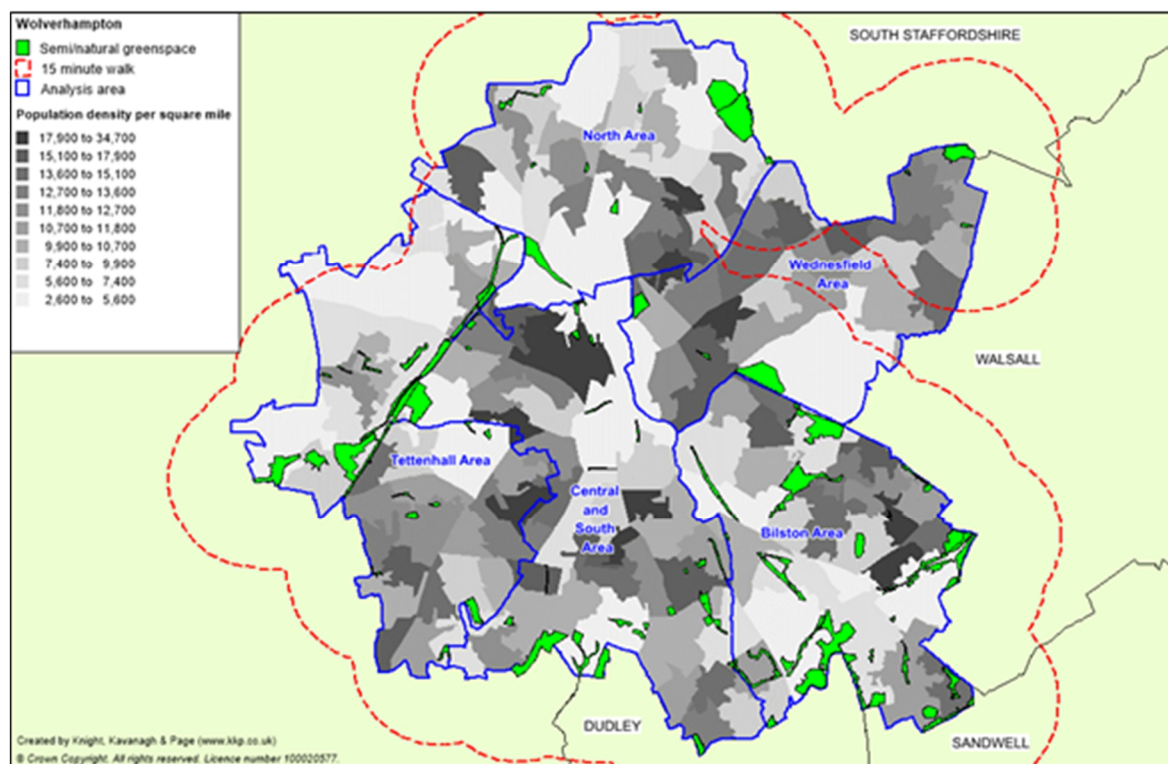 Wolverhampton
Semi/natural greenspace
15 minute walk
Analysis area
Population density per square mile
17,900 to 34,700
15,100 to 17,900
13,600 to 15,100
12,700 to 13,600
11,800 to 12,700
10,700 to 11,800
9,900 to 10,700
7,400 to 9,900
5,600 to 7,400
2,600 to 5,600
SOUTH STAFFORDSHIRE
North Area
Wednesfield
Area
WALSALL
Tettenhall Area
Central
and
South
Area
Bilston Area
DUDLEY
SANDWELL
Created by Knight, Kavanagh & Page (www.kkp.co.uk)
© Crown Copyright. All rights reserved. Licence number 100020577.